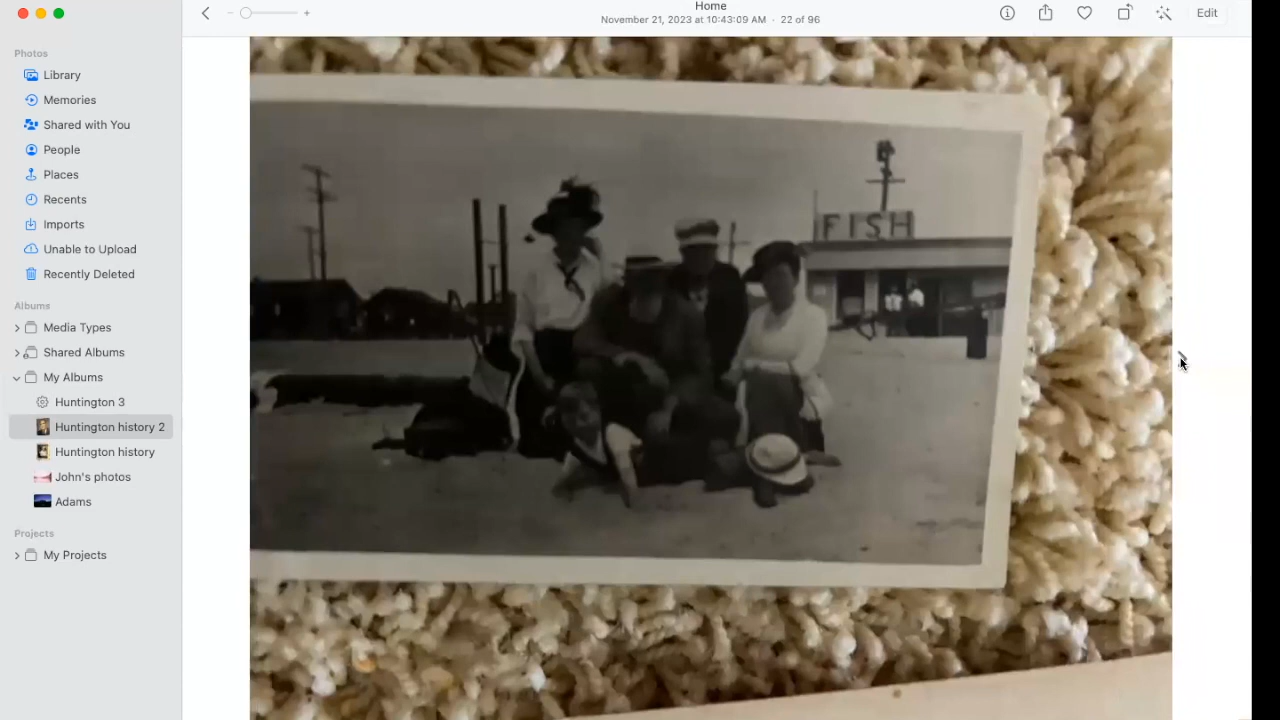 Home
November 21, 2023 at 10:43:09 AM · 22 of 96
Edit
Photos
Library
Memories
Shared with You
People
Places
Recents
Imports
Unable to Upload
Recently Deleted
Albums
Media Types
Shared Albums
My Albums
Huntington 3
Huntington history 2
Huntington history
John's photos
Adams
Projects
My Projects
FISH